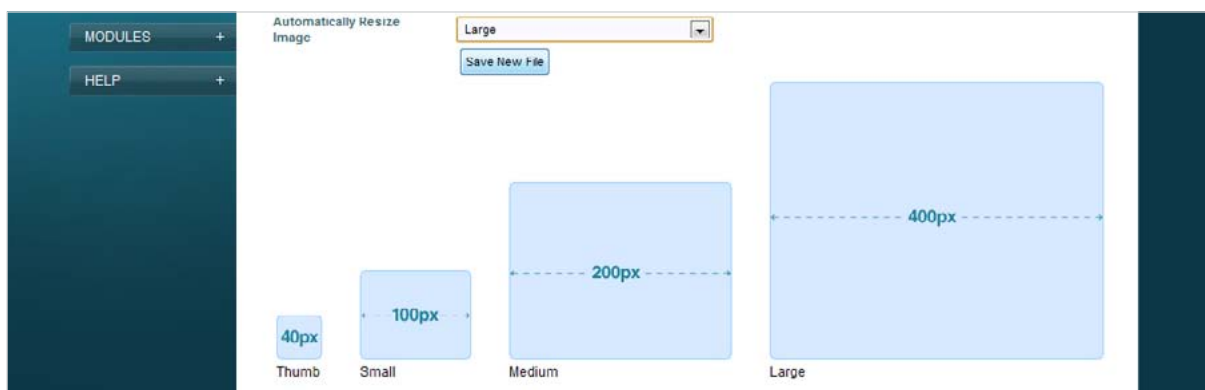 MODULES +
HELP +
Automatically Resize
Image
Large
Save New File
40px
100px
200px
400px
Thumb
Small
Medium
Large